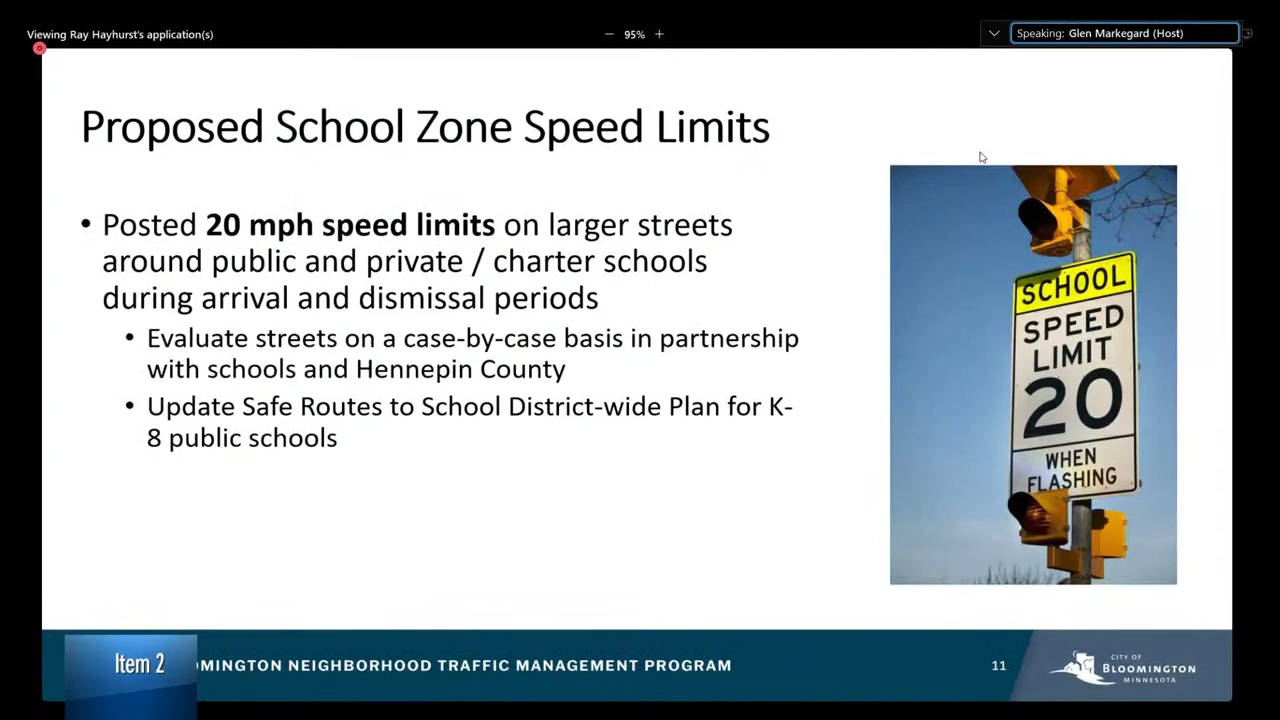 Viewing Ray Hayhurst's application(s)
95%
Speaking: Glen Markegard (Host)
Proposed School Zone Speed Limits
• Posted 20 mph speed limits on larger streets
around public and private / charter schools
during arrival and dismissal periods
• Evaluate streets on a case-by-case basis in partnership
with schools and Hennepin County
• Update Safe Routes to School District-wide Plan for K-
8 public schools
SCHOOL
SPEED
LIMIT
20
WHEN
FLASHING
Item 2
OMINGTON NEIGHBORHOOD TRAFFIC MANAGEMENT PROGRAM
11
CITY OF
BLOOMINGTON
MINNESOTA